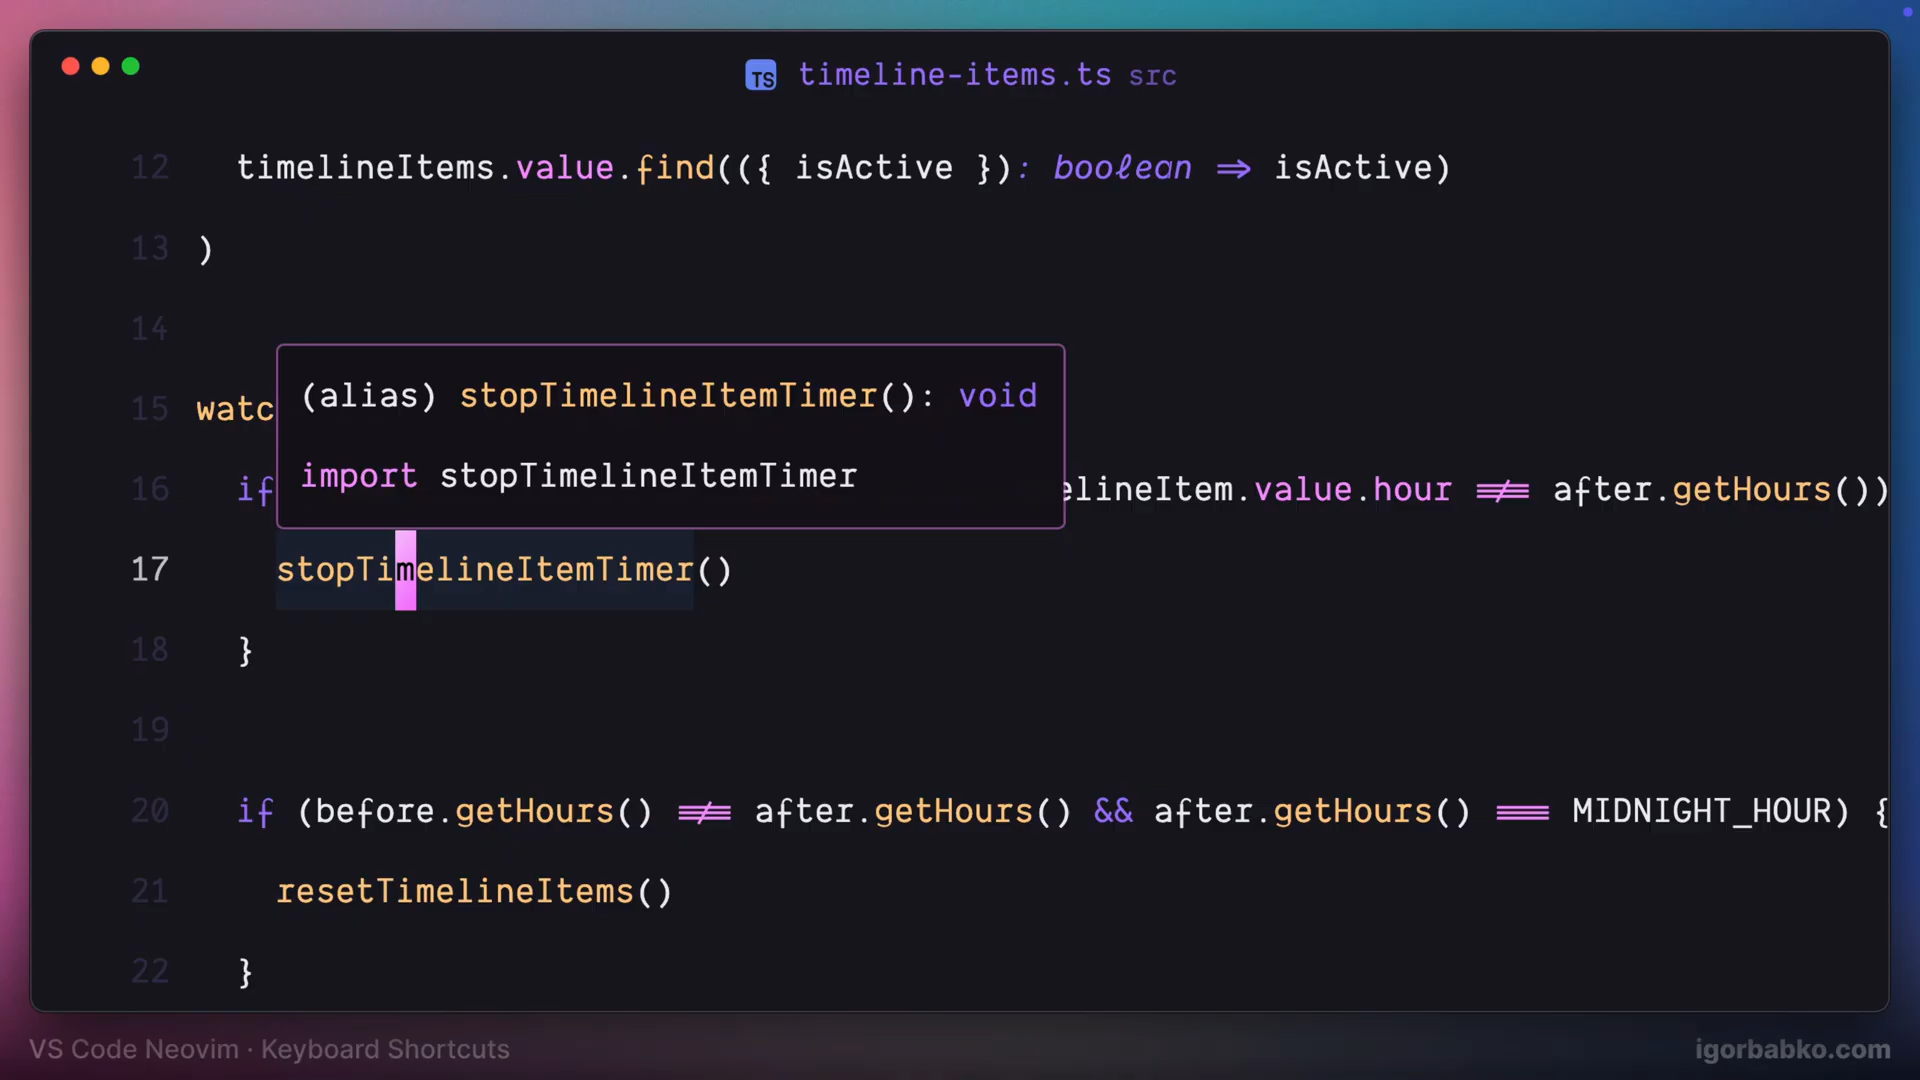 TS timeline-items.ts src
12 timelineItems.value.find(({ isActive }): boolean => isActive)
13 )
14
(alias) stopTimelineItemTimer(): void
15 watc
import stopTimelineItemTimer
16 if elineItem.value.hour !== after.getHours())
17 stopTimelineItemTimer()
18 }
19
20 if (before.getHours() !== after.getHours() && after.getHours() === MIDNIGHT_HOUR) {
21 resetTimelineItems()
22 }
VS Code Neovim · Keyboard Shortcuts
igorbabko.com